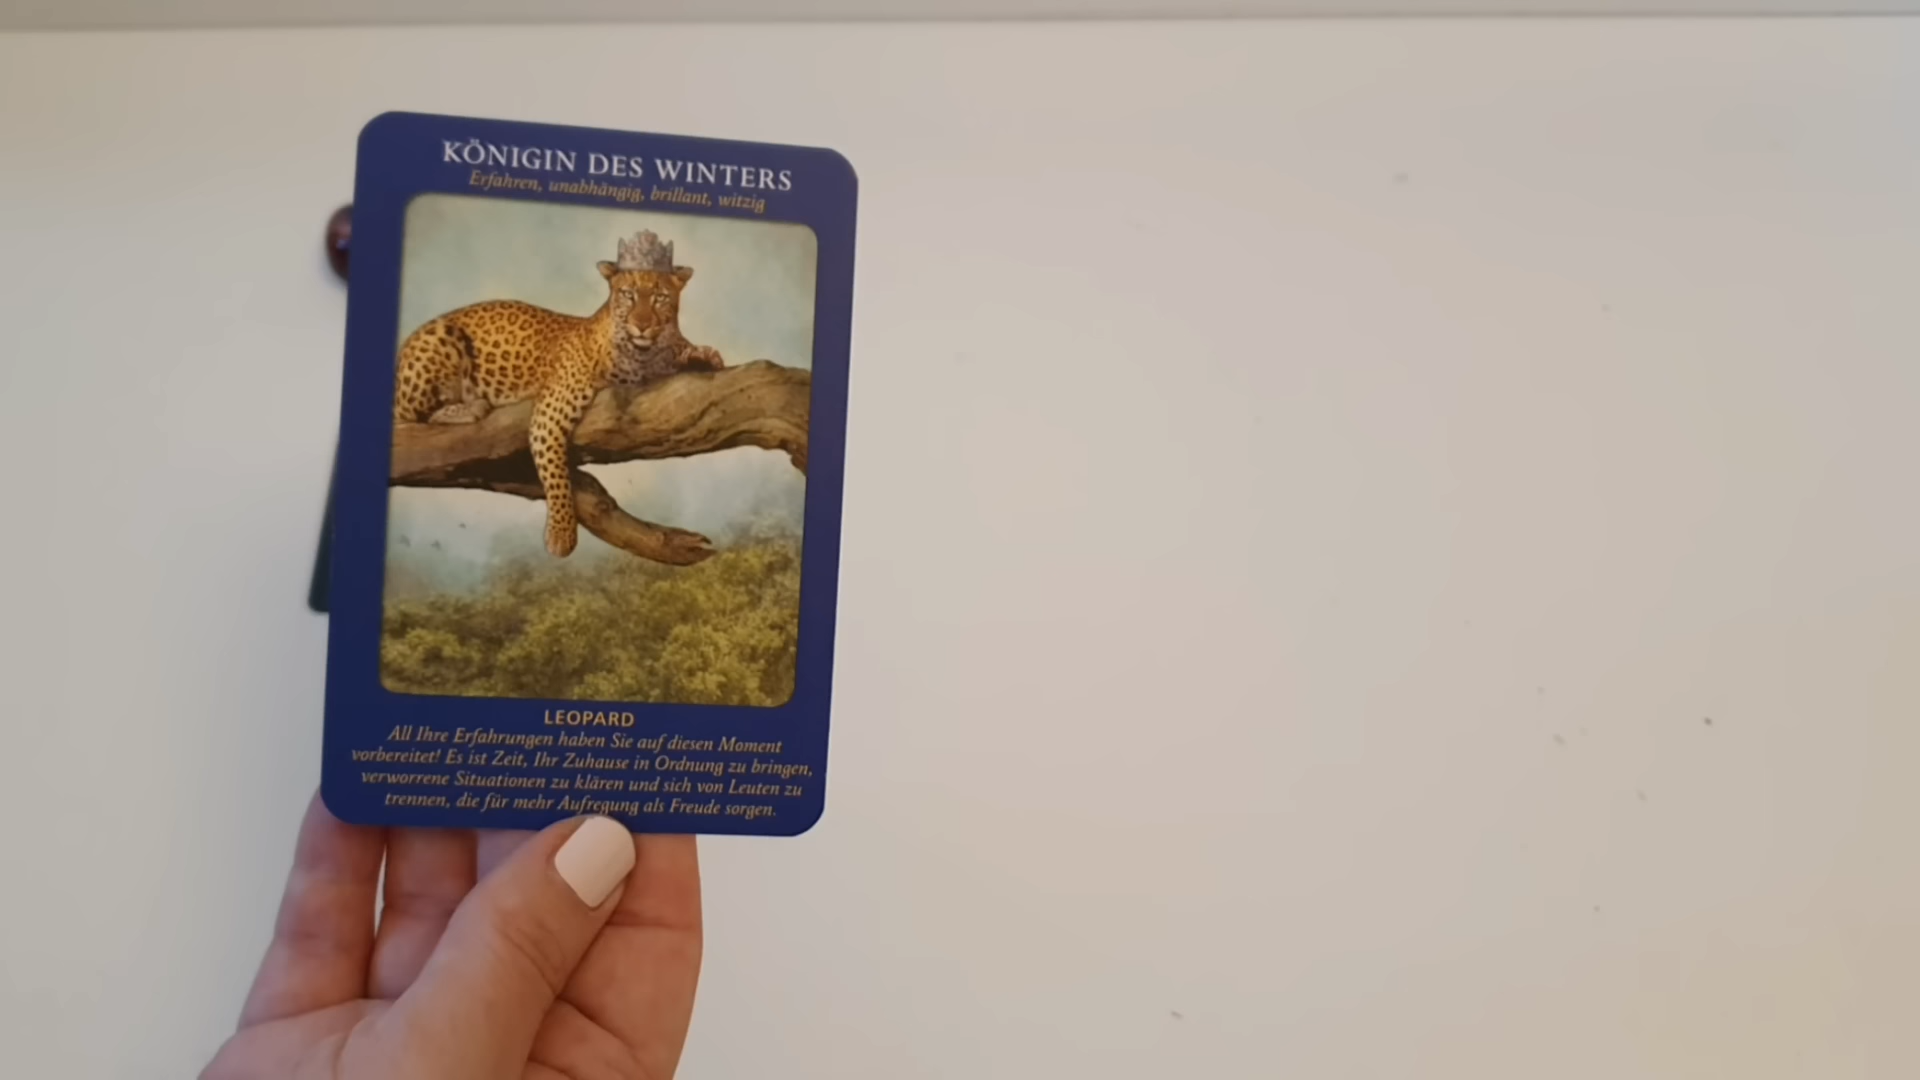 KÖNIGIN DES WINTERS
Erfahren, unabhängig, brillant, witzig
LEOPARD
All Ihre Erfahrungen haben Sie auf diesen Moment
vorbereitet! Es ist Zeit, Ihr Zuhause in Ordnung zu bringen,
verworrene Situationen zu klären und sich von Leuten zu
trennen, die für mehr Aufregung als Freude sorgen.